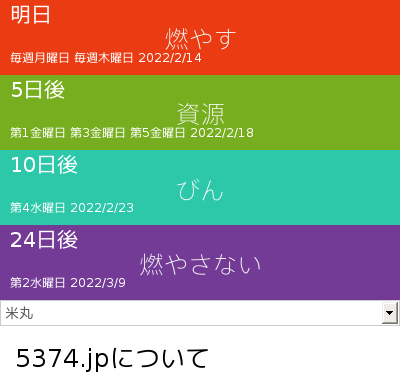 明日
燃やす
毎週月曜日 毎週木曜日 2022/2/14
5日後
資源
第1金曜日 第3金曜日 第5金曜日 2022/2/18
10日後
びん
第4水曜日 2022/2/23
24日後
燃やさない
第2水曜日 2022/3/9
米丸
5374.jpについて